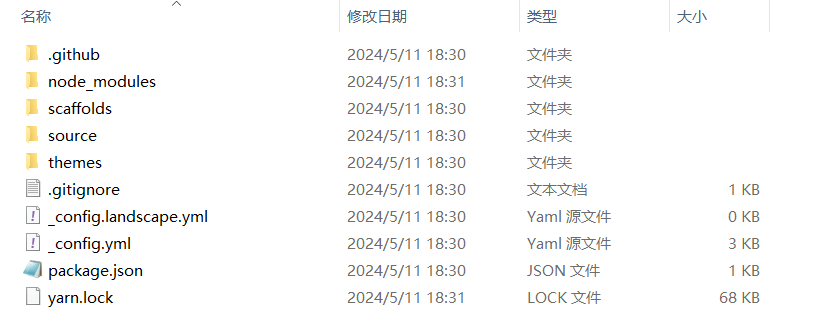 名称 修改日期 类型 大小
.github 2024/5/11 18:30 文件夹
node_modules 2024/5/11 18:31 文件夹
scaffolds 2024/5/11 18:30 文件夹
source 2024/5/11 18:30 文件夹
themes 2024/5/11 18:30 文件夹
.gitignore 2024/5/11 18:30 文本文档 1 KB
_config.landscape.yml 2024/5/11 18:30 Yaml 源文件 0 KB
_config.yml 2024/5/11 18:30 Yaml 源文件 3 KB
package.json 2024/5/11 18:30 JSON 文件 1 KB
yarn.lock 2024/5/11 18:31 LOCK 文件 68 KB